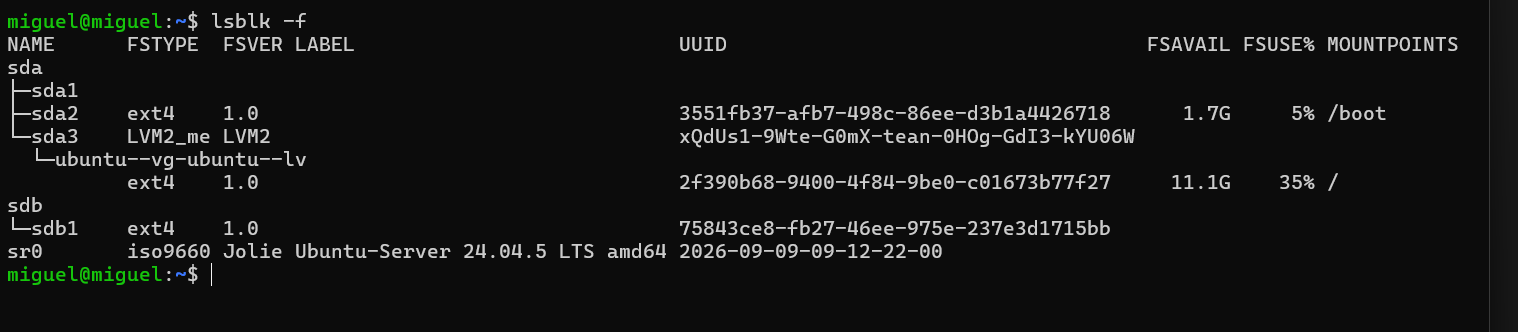 miguel@miguel:~$ lsblk -f
NAME      FSTYPE  FSVER LABEL                           UUID                                   FSAVAIL FSUSE% MOUNTPOINTS
sda
├─sda1
├─sda2    ext4    1.0                                   3551fb37-afb7-498c-86ee-d3b1a4426718      1.7G     5% /boot
└─sda3    LVM2_me LVM2                                  xQdUs1-9Wte-G0mX-tean-0HOg-GdI3-kYU06W
  └─ubuntu--vg-ubuntu--lv
          ext4    1.0                                   2f390b68-9400-4f84-9be0-c01673b77f27     11.1G    35% /
sdb
└─sdb1    ext4    1.0                                   75843ce8-fb27-46ee-975e-237e3d1715bb
sr0       iso9660 Jolie Ubuntu-Server 24.04.5 LTS amd64 2026-09-09-09-12-22-00
miguel@miguel:~$